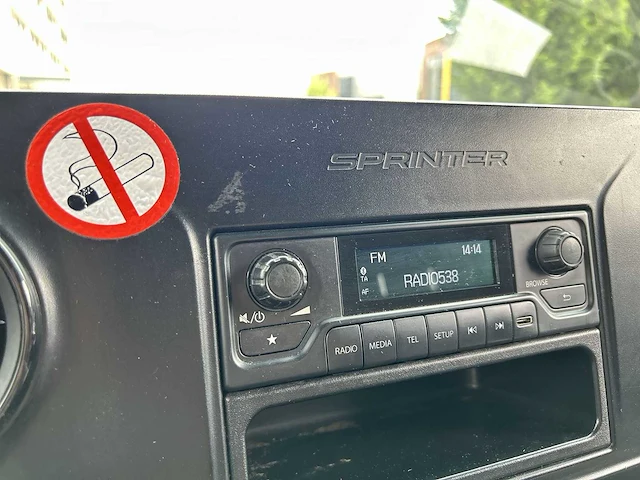 SPRINTER
FM 14:14
TA
RADIO538
AF
BROWSE
RADIO MEDIA TEL SETUP